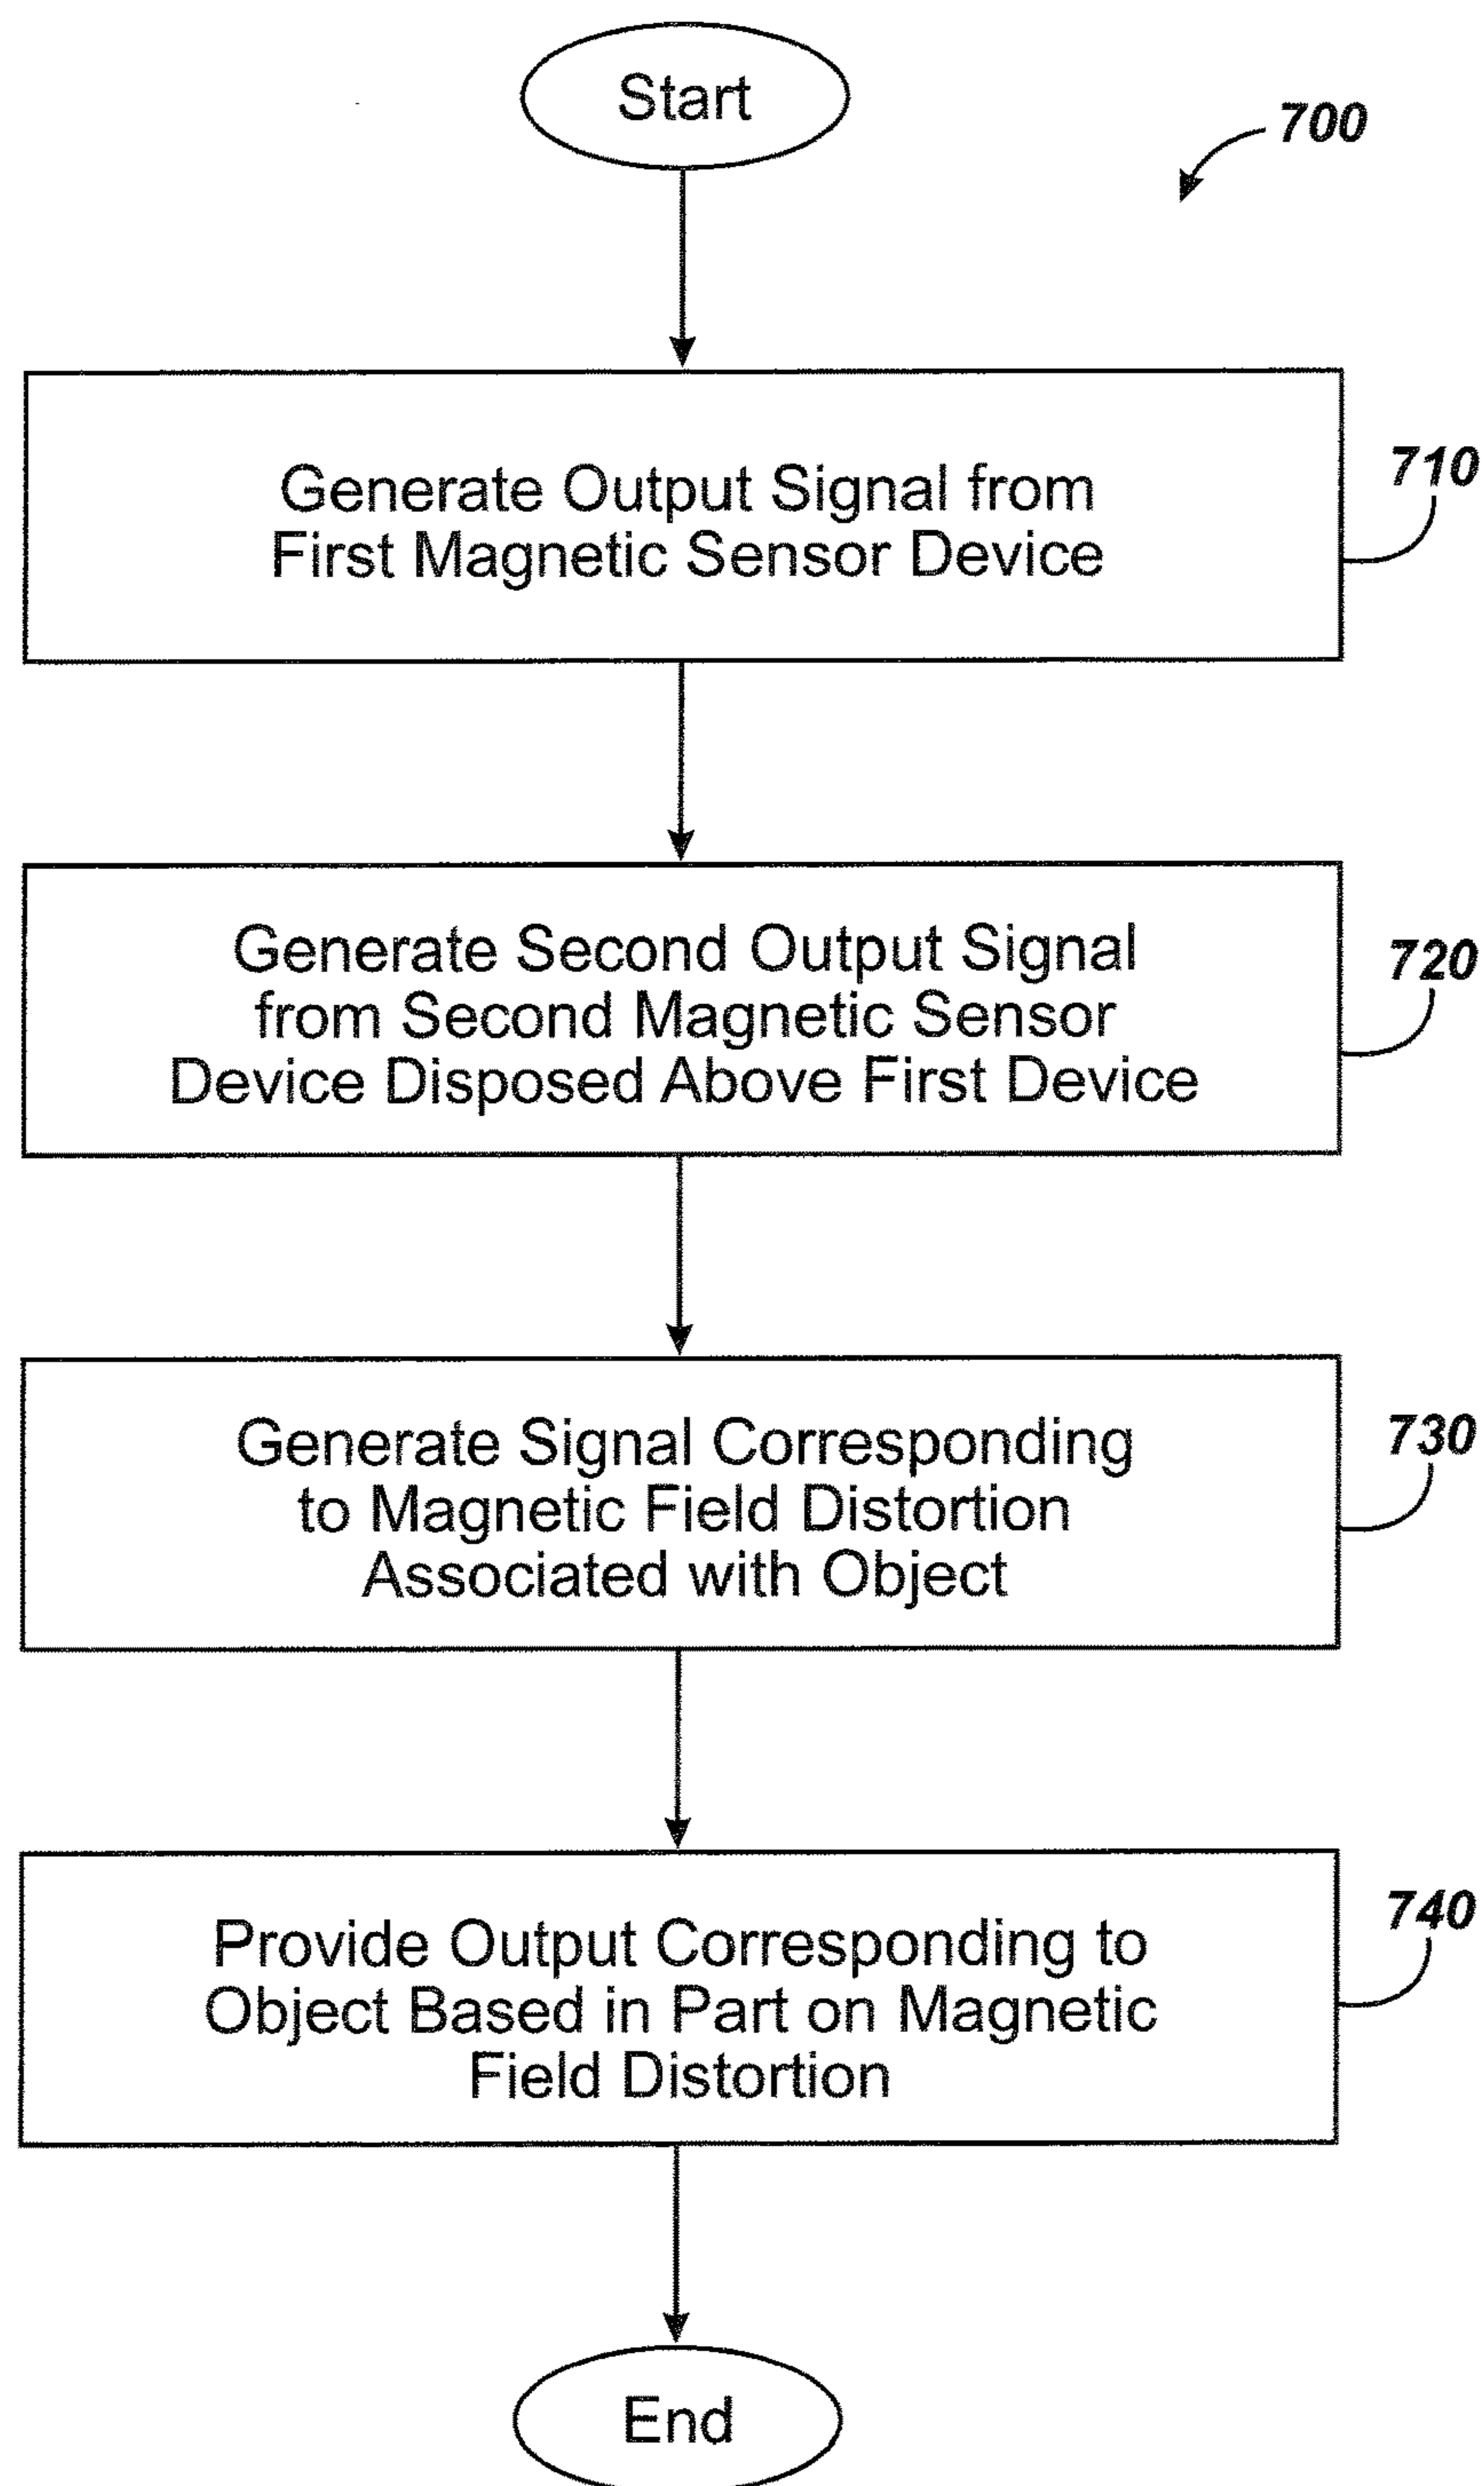 Start
700
Generate Output Signal from
First Magnetic Sensor Device
710
Generate Second Output Signal
from Second Magnetic Sensor
Device Disposed Above First Device
720
Generate Signal Corresponding
to Magnetic Field Distortion
Associated with Object
730
Provide Output Corresponding to
Object Based in Part on Magnetic
Field Distortion
740
End